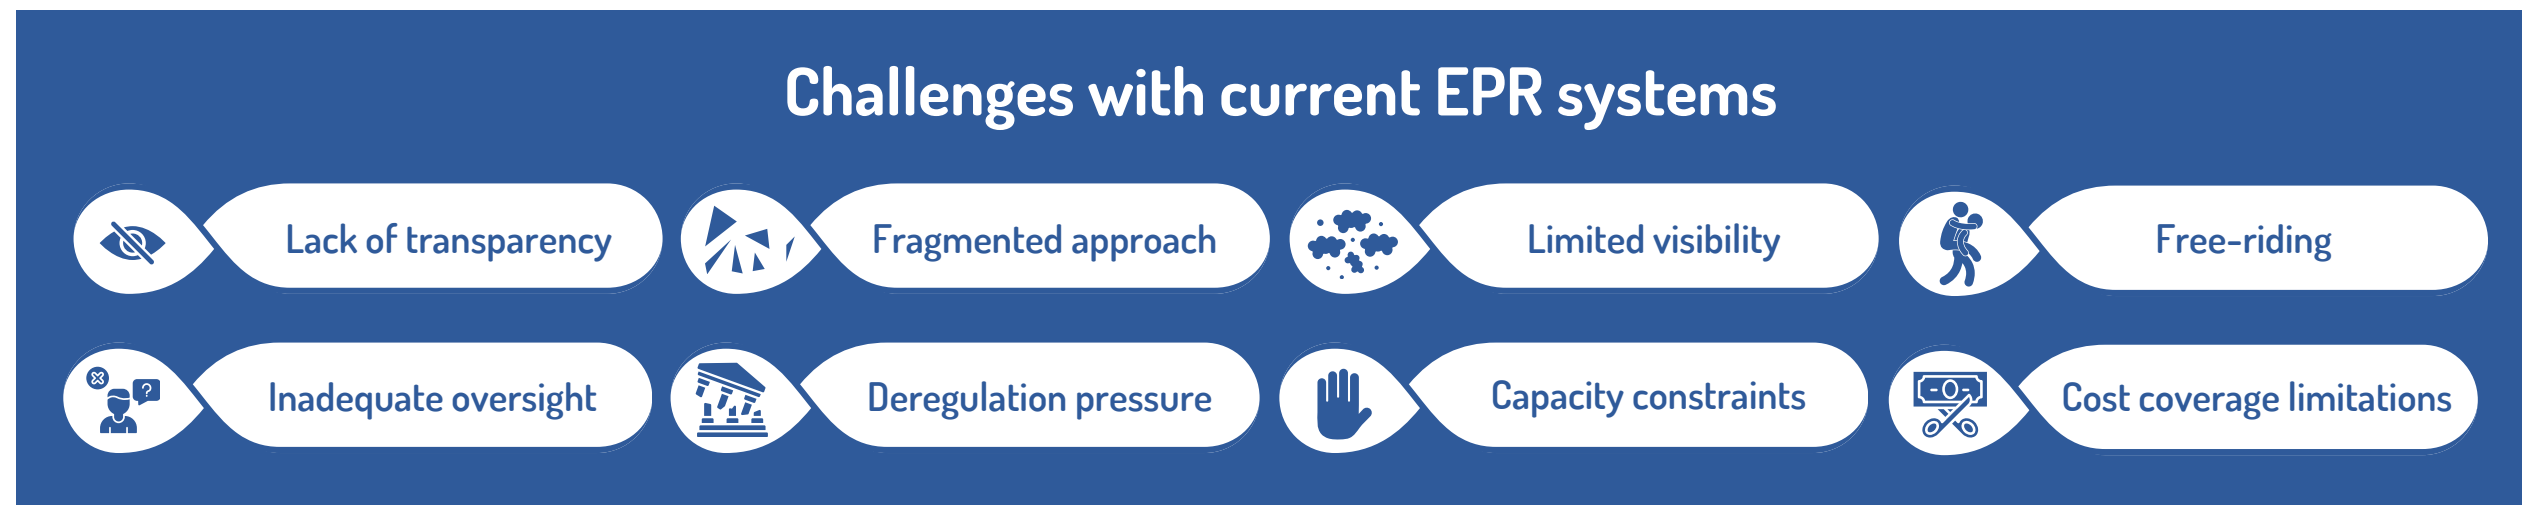 Challenges with current EPR systems
Lack of transparency
Fragmented approach
Limited visibility
Free-riding
?
Inadequate oversight
Deregulation pressure
Capacity constraints
Cost coverage limitations